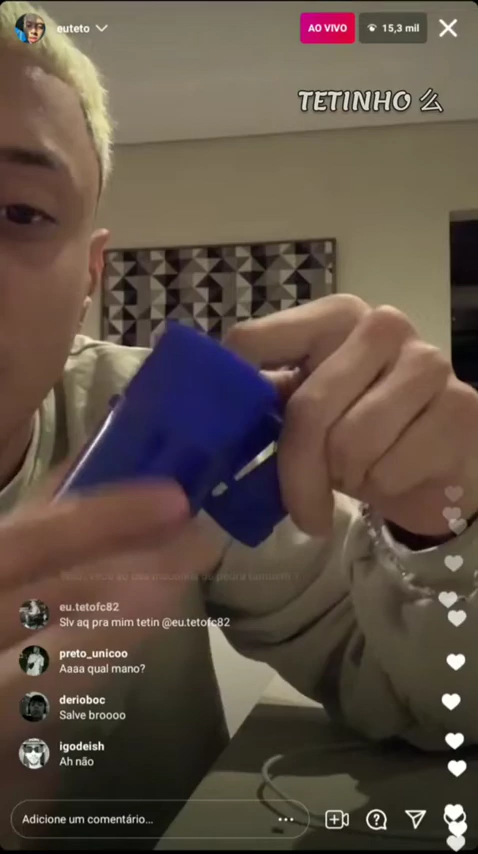 euteto
AO VIVO
15,3 mil
TETINHO 么
eu.tetofc82
Slv aq pra mim tetin @eu.tetofc82
preto_unicoo
Aaaa qual mano?
derioboc
Salve broooo
igodeish
Ah não
Adicione um comentário...